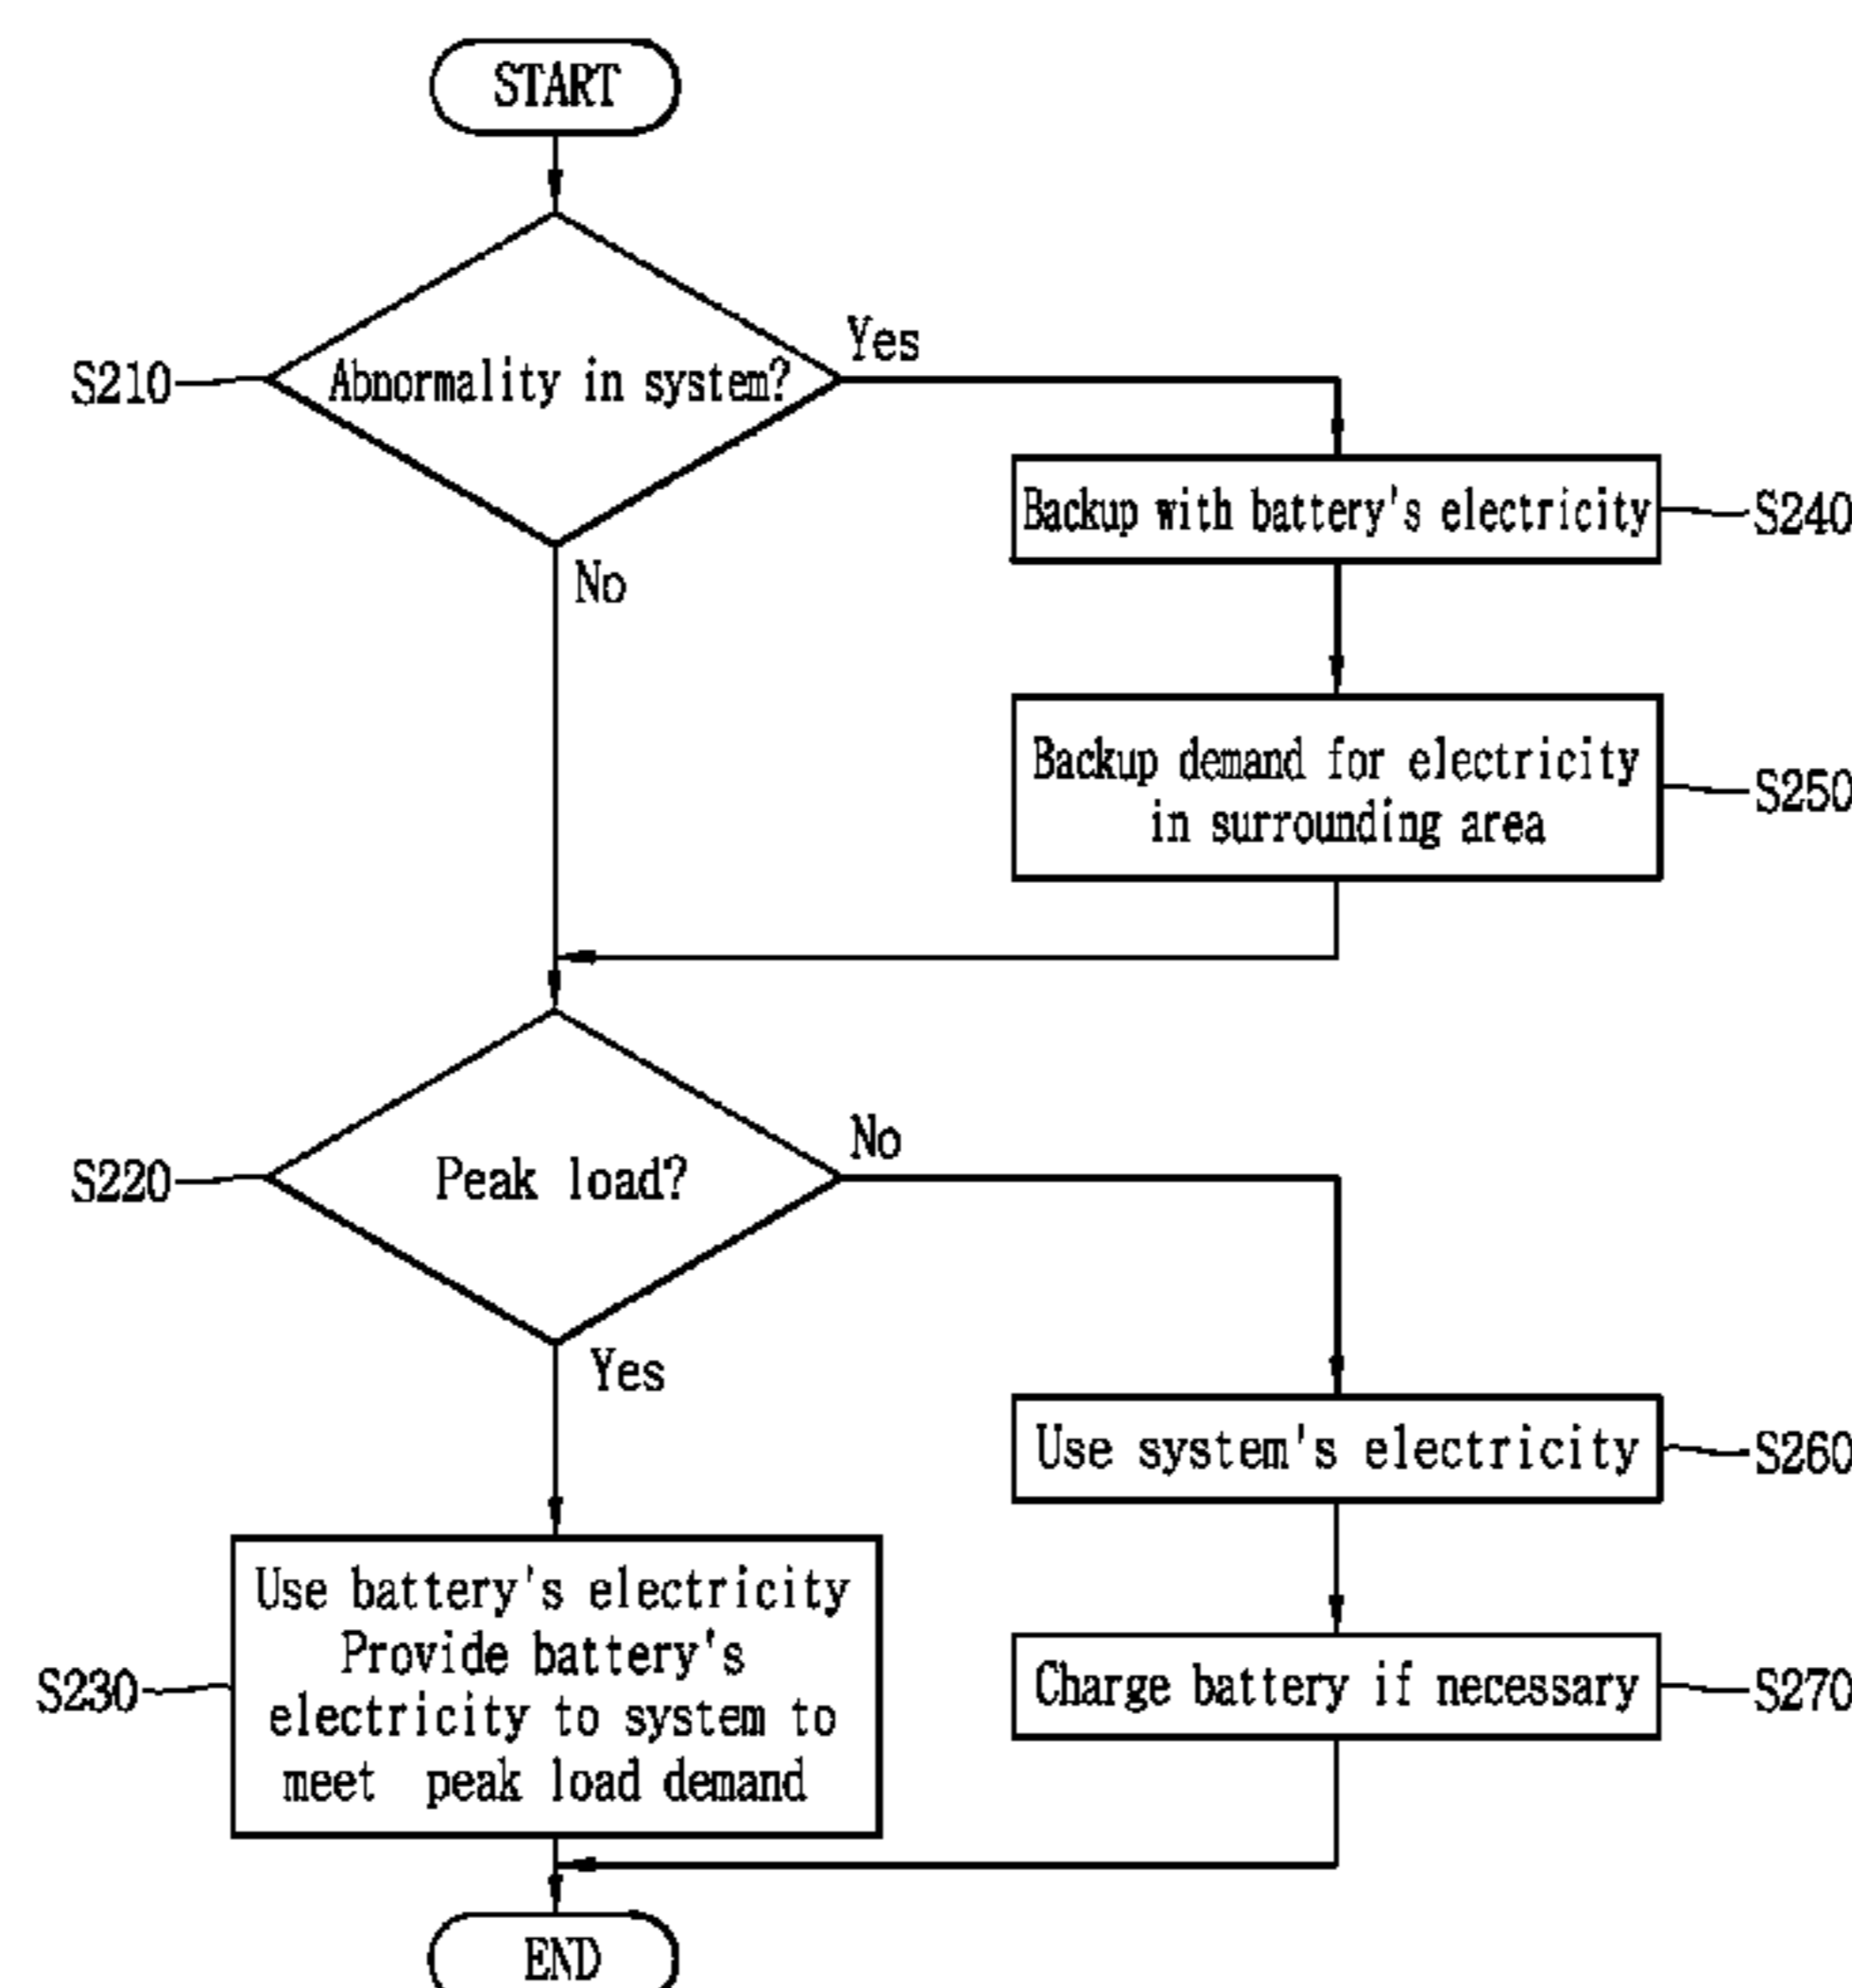 START
S210
Abnormality in system?
Yes
No
Backup with battery's electricity
S240
Backup demand for electricity
in surrounding area
S250
S220
Peak load?
No
Yes
Use system's electricity
S260
S230
Use battery's electricity
Provide battery's
electricity to system to
meet peak load demand
Charge battery if necessary
S270
END